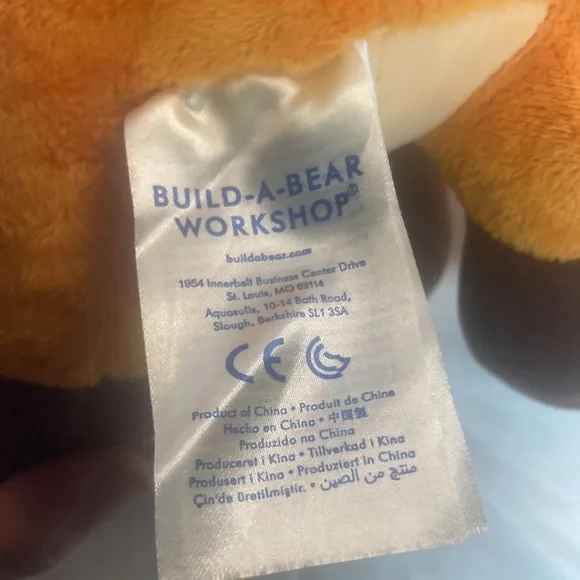 BUILD-A-BEAR
WORKSHOP®
buildabear.com
1954 Innerbelt Business Center Drive
St. Louis, MO 63114
Aquasulis, 10-14 Bath Road,
Slough, Berkshire SL1 3SA
CE
Product of China • Produit de Chine
Hecho en China • 中国製
Produzido na China
Produceret i Kina • Tillverkad i Kina
Produsert i Kina • Produziert in China
Çin'de üretilmiştir. • منتج من الصين